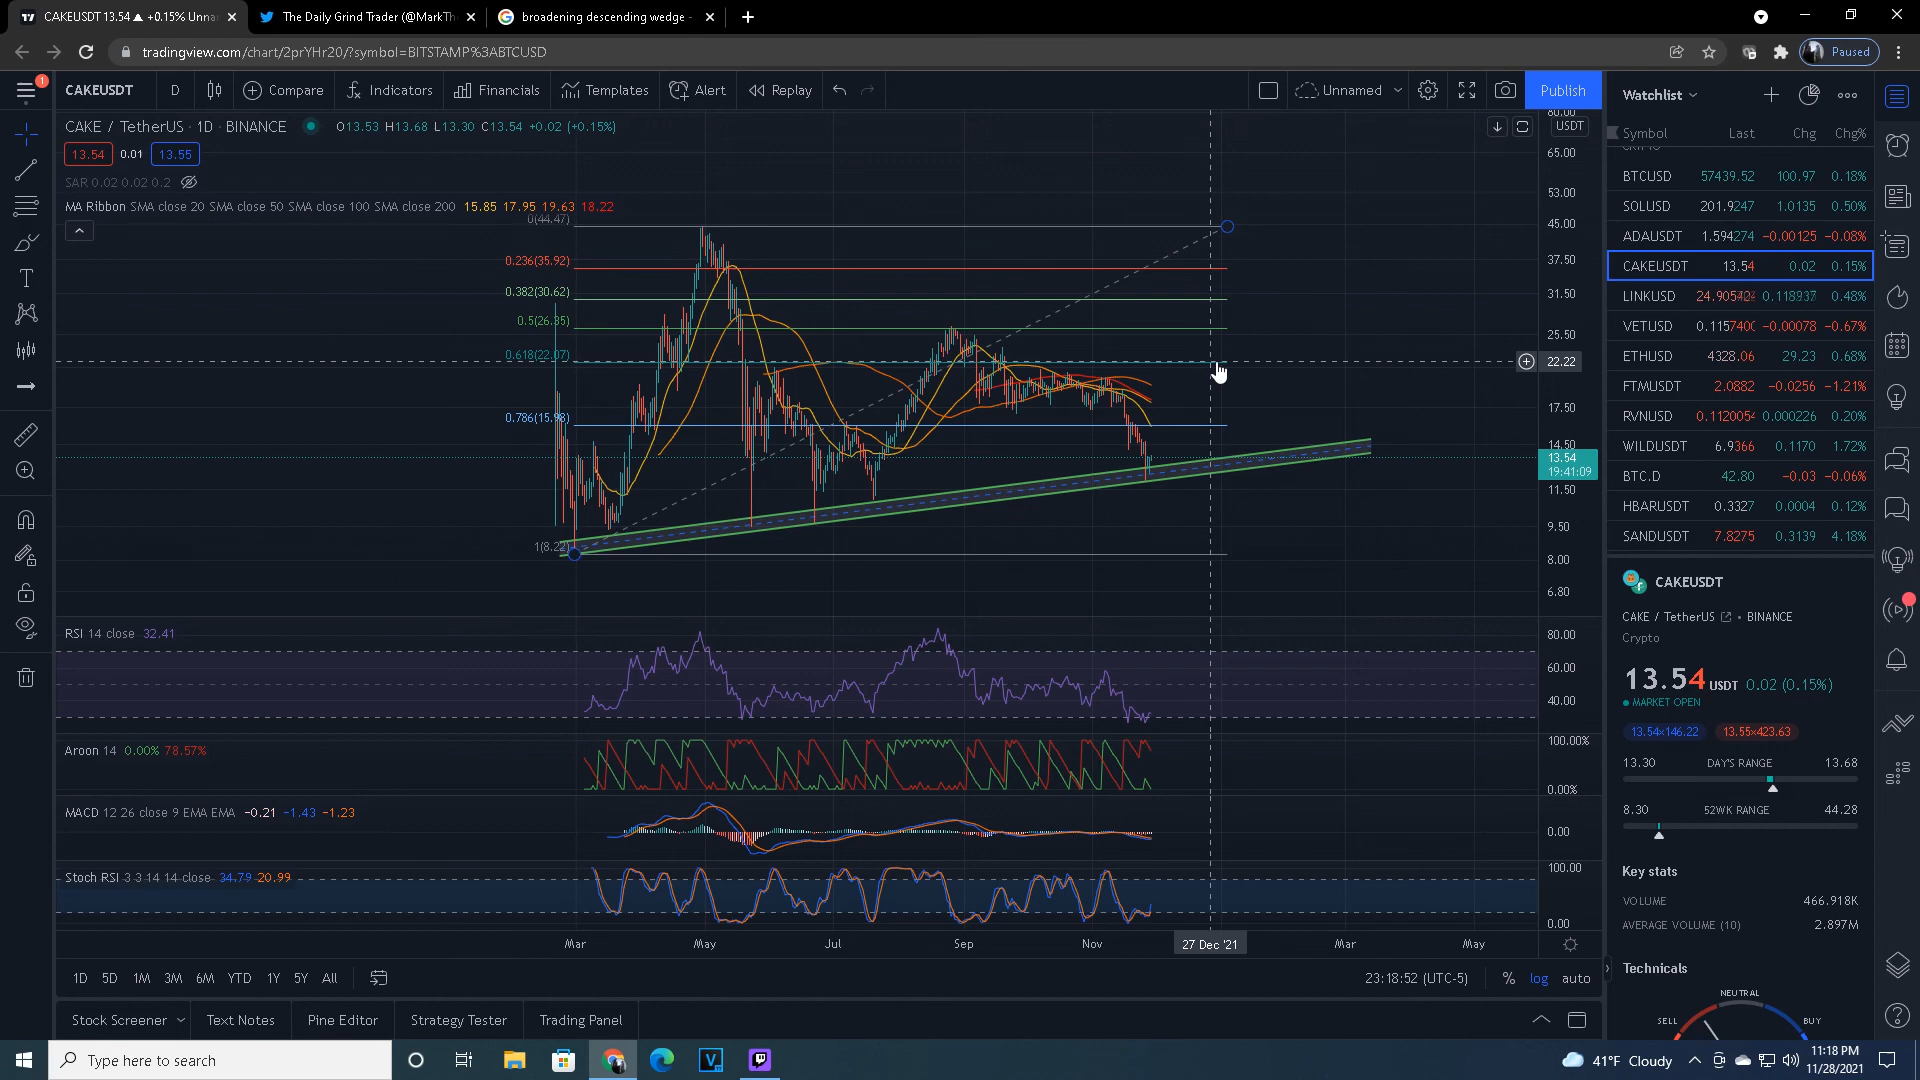 CAKEUSDT 13.54 ▲ +0.15% Unna
The Daily Grind Trader (@MarkThe
broadening descending wedge -
tradingview.com/chart/2prYHr20/?symbol=BITSTAMP%3ABTCUSD
Paused
1
CAKEUSDT
D
Compare
Indicators
Financials
Templates
Alert
Replay
Unnamed
Publish
CAKE / TetherUS · 1D · BINANCE
O13.53 H13.68 L13.30 C13.54 +0.02 (+0.15%)
13.54
0.01
13.55
SAR 0.02 0.02 0.2
MA Ribbon SMA close 20 SMA close 50 SMA close 100 SMA close 200 15.85 17.95 19.63 18.22
0(44.47)
0.236(35.92)
0.382(30.62)
0.5(26.35)
0.618(22.07)
0.786(15.98)
1(8.22)
USDT
80.00
65.00
53.00
45.00
37.50
31.50
25.50
22.22
17.50
14.50
13.54
19:41:09
11.50
9.50
8.00
6.80
RSI 14 close 32.41
80.00
60.00
40.00
Aroon 14 0.00% 78.57%
100.00%
0.00%
MACD 12 26 close 9 EMA EMA −0.21 −1.43 −1.23
0.00
Stoch RSI 3 3 14 14 close 34.79 20.99
100.00
0.00
Mar
May
Jul
Sep
Nov
27 Dec '21
Mar
May
1D 5D 1M 3M 6M YTD 1Y 5Y All
23:18:52 (UTC-5)
%
log
auto
Stock Screener
Text Notes
Pine Editor
Strategy Tester
Trading Panel
Watchlist
Symbol Last Chg Chg%
BTCUSD 57439.52 100.97 0.18%
SOLUSD 201.9247 1.0135 0.50%
ADAUSDT 1.594274 −0.00125 −0.08%
CAKEUSDT 13.54 0.02 0.15%
LINKUSD 0.48%
VETUSD −0.00078 −0.67%
ETHUSD 4328.06 29.23 0.68%
FTMUSDT 2.0882 −0.0256 −1.21%
RVNUSD 0.1120054 0.000226 0.20%
WILDUSDT 6.9366 0.1170 1.72%
BTC.D 42.80 −0.03 −0.06%
HBARUSDT 0.3327 0.0004 0.12%
SANDUSDT 7.8275 0.3139 4.18%
CAKEUSDT
CAKE / TetherUS • BINANCE
Crypto
13.54 USDT 0.02 (0.15%)
MARKET OPEN
13.54×146.22
13.55×423.63
13.30 DAY'S RANGE 13.68
8.30 52WK RANGE 44.28
Key stats
VOLUME 466.918K
AVERAGE VOLUME (10) 2.897M
Technicals
NEUTRAL
SELL
BUY
Type here to search
41°F Cloudy
11:18 PM
11/28/2021